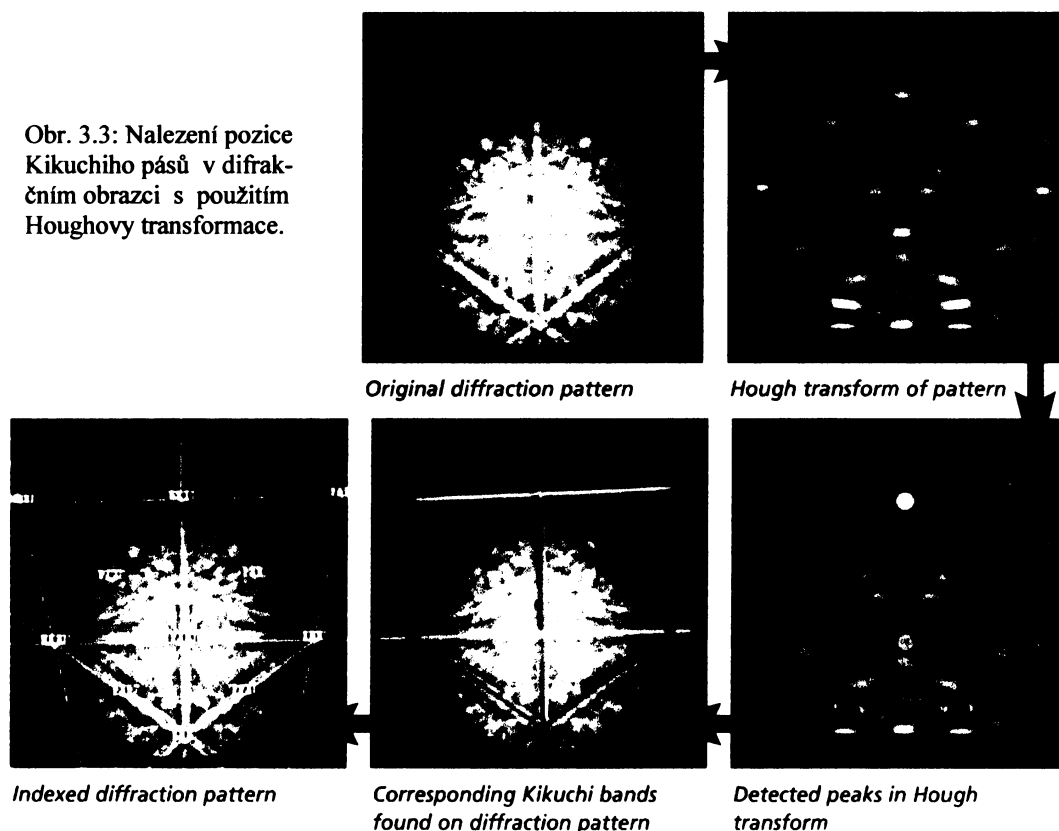 Obr. 3.3: Nalezení pozice
Kikuchiho pásů v difrak-
čním obrazci s použitím
Houghovy transformace.
Original diffraction pattern
Hough transform of pattern
Indexed diffraction pattern
Corresponding Kikuchi bands
found on diffraction pattern
Detected peaks in Hough
transform